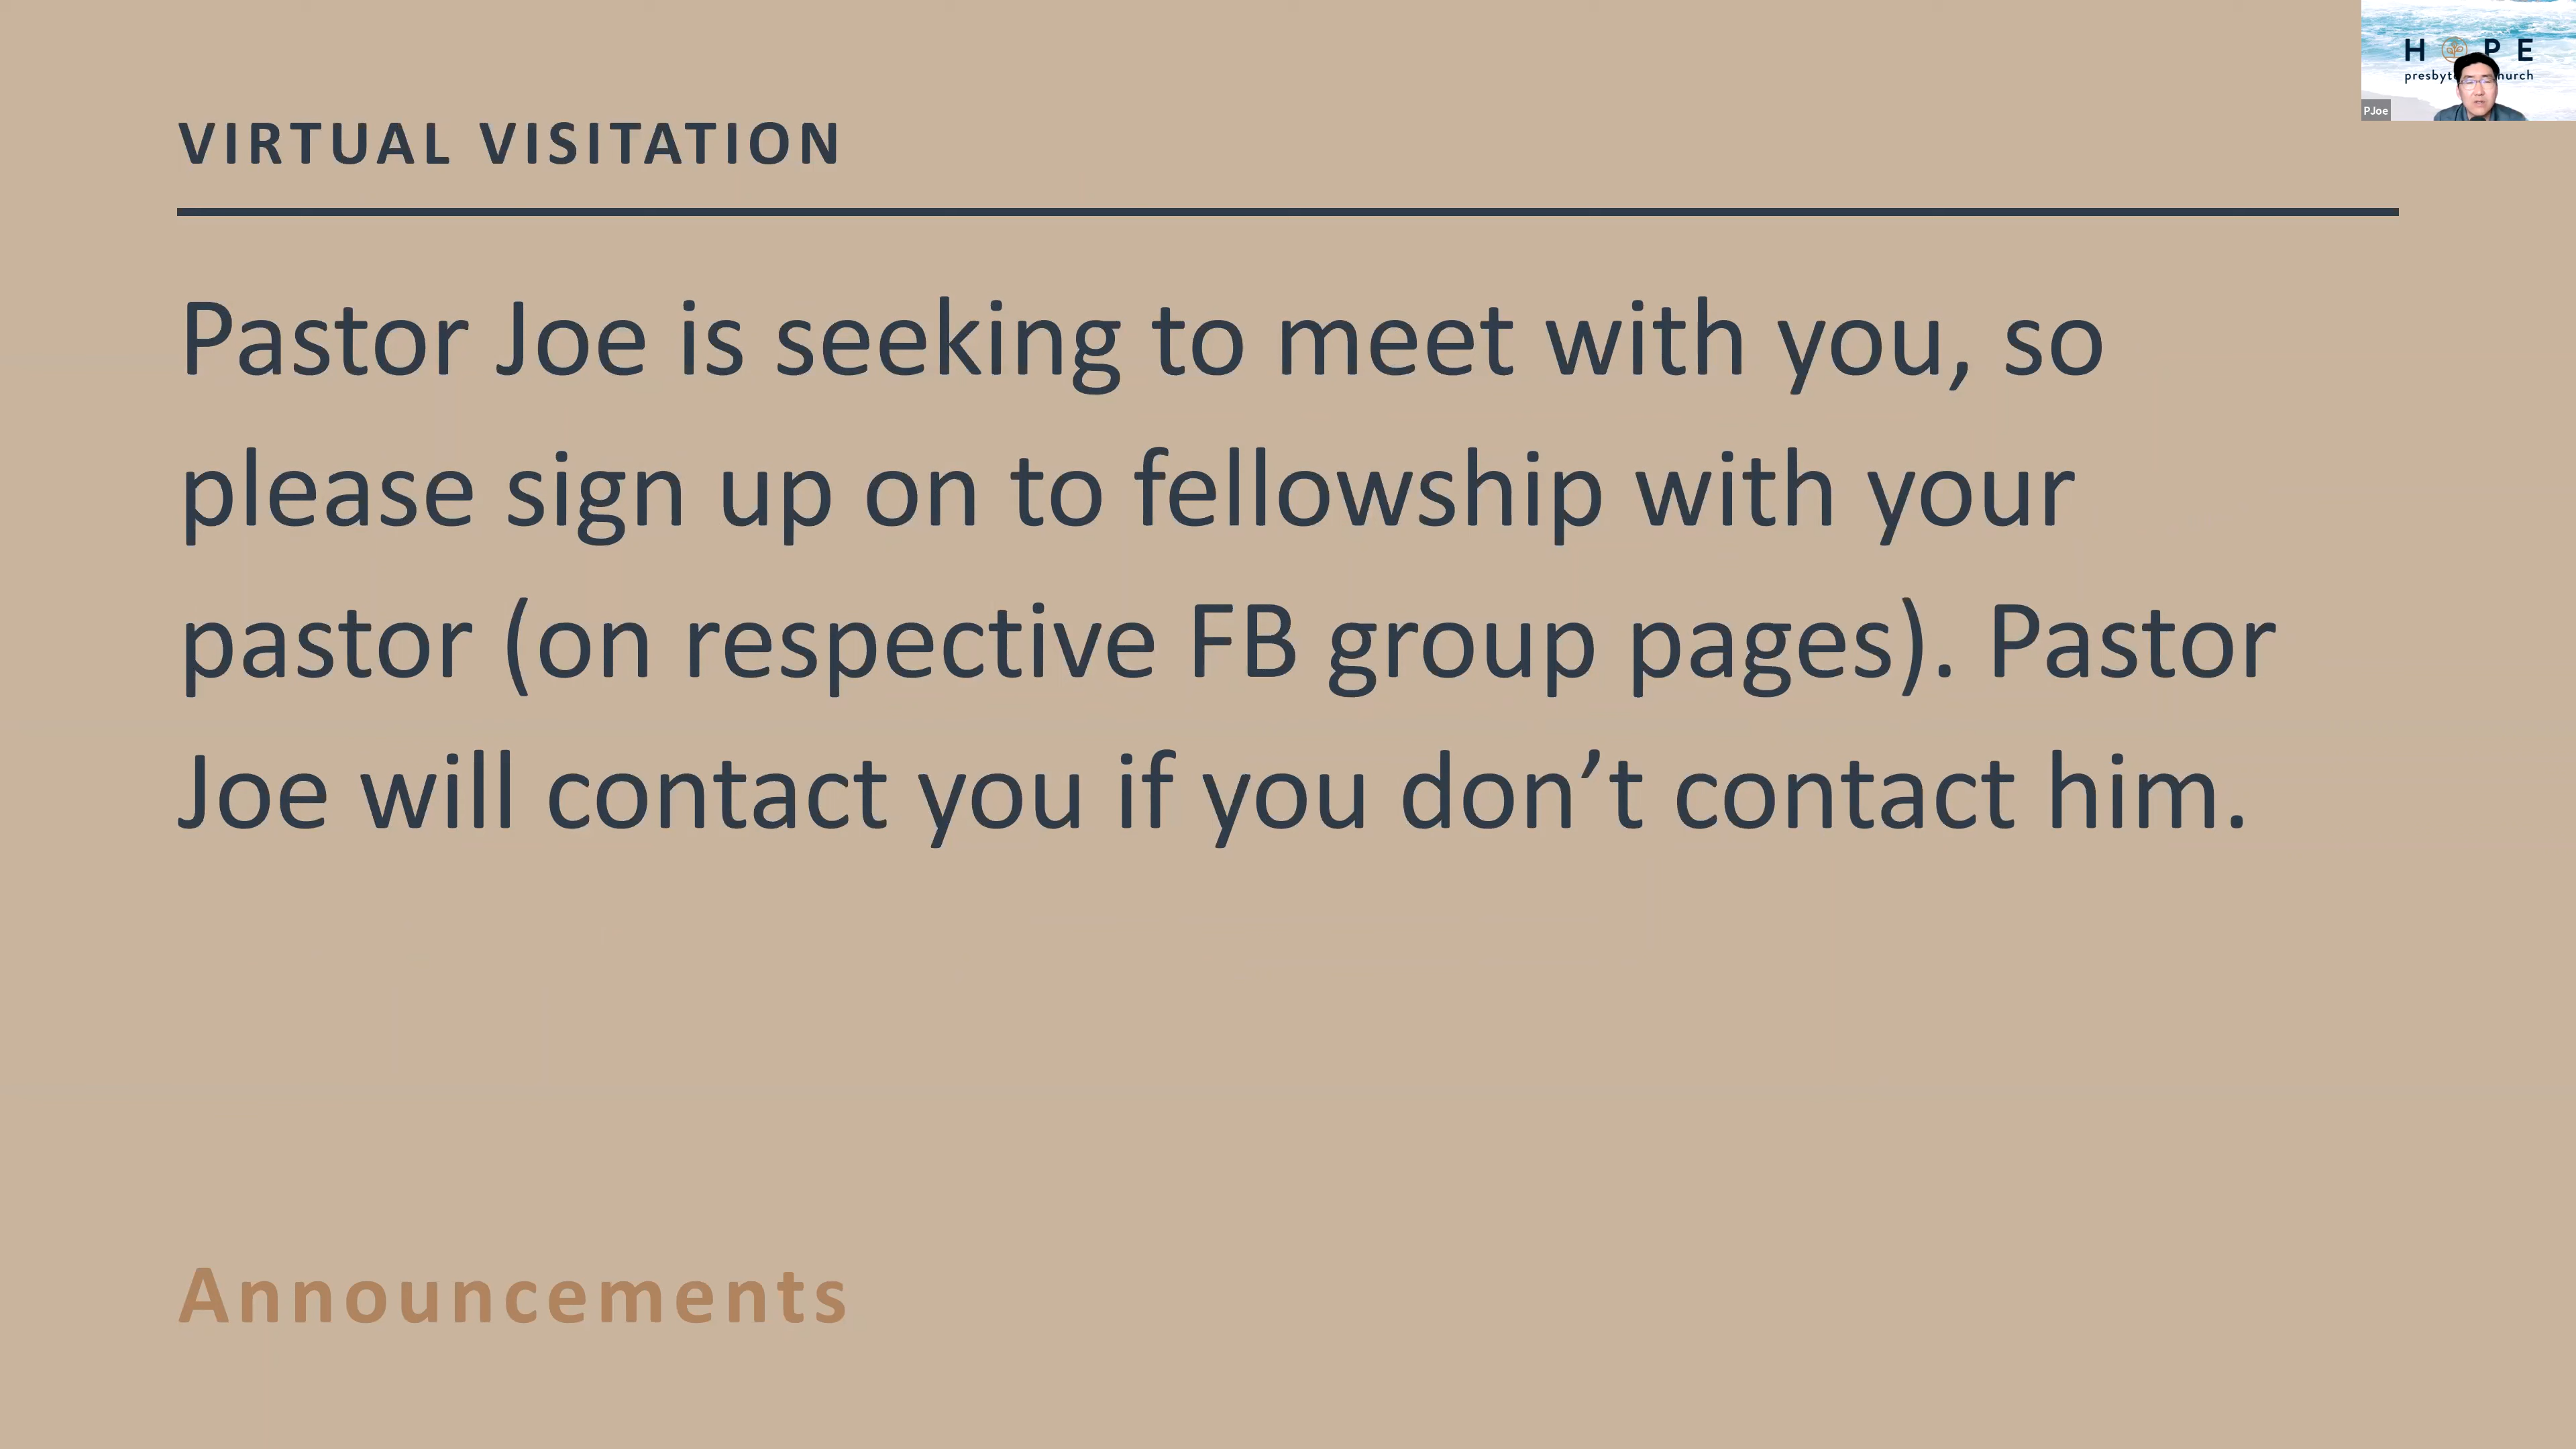 VIRTUAL VISITATION
Pastor Joe is seeking to meet with you, so
please sign up on to fellowship with your
pastor (on respective FB group pages). Pastor
Joe will contact you if you don’t contact him.
Announcements
H PE
PJoe